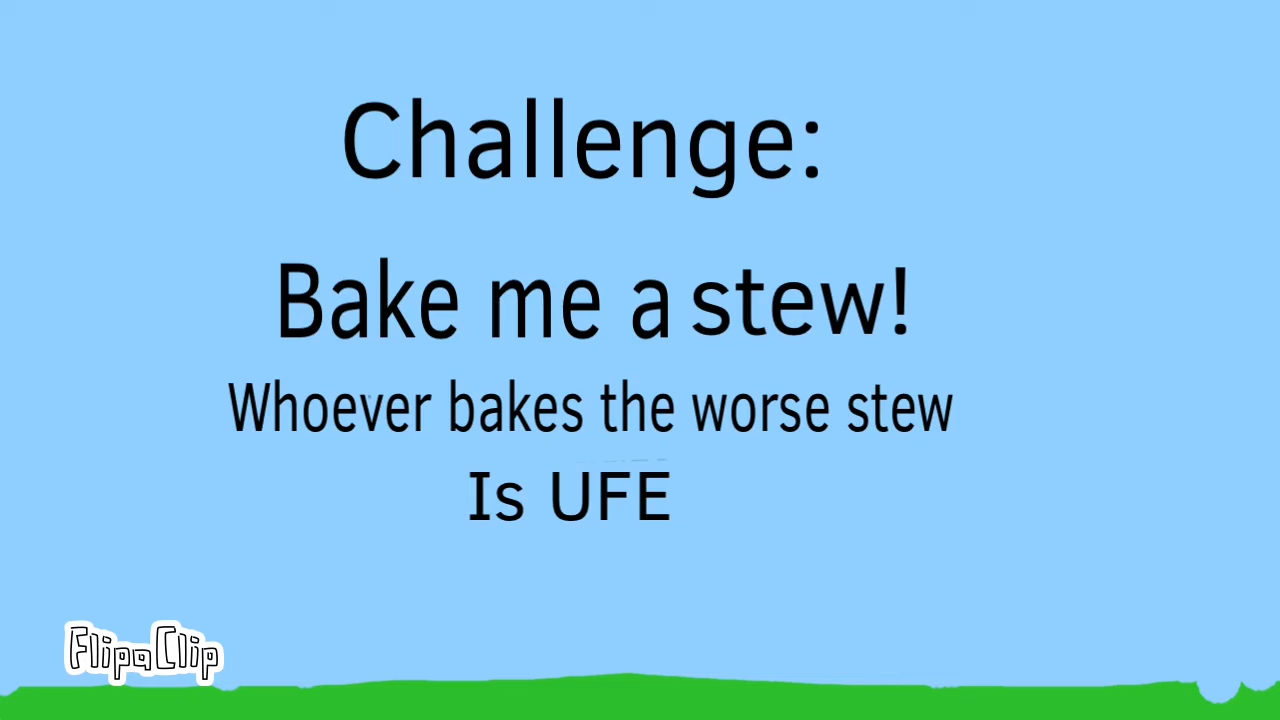 Challenge:
Bake me a stew!
Whoever bakes the worse stew
Is UFE
FlipaClip